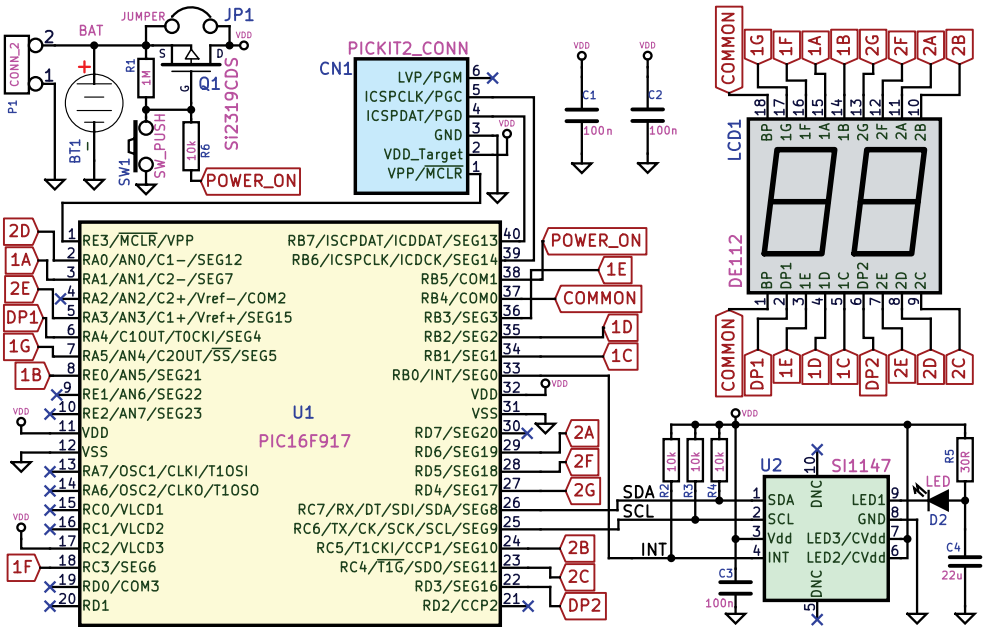 CONN_2
P1
2
1
BAT
BT1
JUMPER
JP1
VDD
S
D
G
Q1
Si2319CDS
R1
1M
SW1
SW_PUSH
10k
R6
POWER_ON
PICKIT2_CONN
CN1
LVP/PGM 6
ICSPCLK/PGC 5
ICSPDAT/PGD 4
GND 3
VDD_Target 2
VPP/MCLR 1
VDD
VDD
C1
100n
VDD
C2
100n
COMMON
1G
1F
1A
1B
2G
2F
2A
2B
18 17 16 15 14 13 12 11 10
BP 1G 1F 1A 1B 2G 2F 2A 2B
LCD1
DE112
BP DP1 1E 1D 1C DP2 2E 2D 2C
1 2 3 4 5 6 7 8 9
COMMON
DP1
1E
1D
1C
DP2
2E
2D
2C
2D
1A
2E
DP1
1G
1B
VDD
VDD
1F
1 RE3/MCLR/VPP
2 RA0/AN0/C1-/SEG12
3 RA1/AN1/C2-/SEG7
4 RA2/AN2/C2+/Vref-/COM2
5 RA3/AN3/C1+/Vref+/SEG15
6 RA4/C1OUT/T0CKI/SEG4
7 RA5/AN4/C2OUT/SS/SEG5
8 RE0/AN5/SEG21
9 RE1/AN6/SEG22
10 RE2/AN7/SEG23
11 VDD
12 VSS
13 RA7/OSC1/CLKI/T1OSI
14 RA6/OSC2/CLKO/T1OSO
15 RC0/VLCD1
16 RC1/VLCD2
17 RC2/VLCD3
18 RC3/SEG6
19 RD0/COM3
20 RD1
U1
PIC16F917
RB7/ISCPDAT/ICDDAT/SEG13 40
RB6/ICSPCLK/ICDCK/SEG14 39
RB5/COM1 38
RB4/COM0 37
RB3/SEG3 36
RB2/SEG2 35
RB1/SEG1 34
RB0/INT/SEG0 33
VDD 32
VSS 31
RD7/SEG20 30
RD6/SEG19 29
RD5/SEG18 28
RD4/SEG17 27
RC7/RX/DT/SDI/SDA/SEG8 26
RC6/TX/CK/SCK/SCL/SEG9 25
RC5/T1CKI/CCP1/SEG10 24
RC4/T1G/SDO/SEG11 23
RD3/SEG16 22
RD2/CCP2 21
POWER_ON
1E
COMMON
1D
1C
VDD
2A
2F
2G
2B
2C
DP2
SDA
SCL
INT
VDD
R2
10k
R3
10k
R4
10k
C3
100n
U2
SI1147
10
DNC
1 SDA
2 SCL
3 Vdd
4 INT
LED1 9
GND 8
LED3/CVdd 7
LED2/CVdd 6
DNC
5
LED
D2
R5
30R
C4
22u